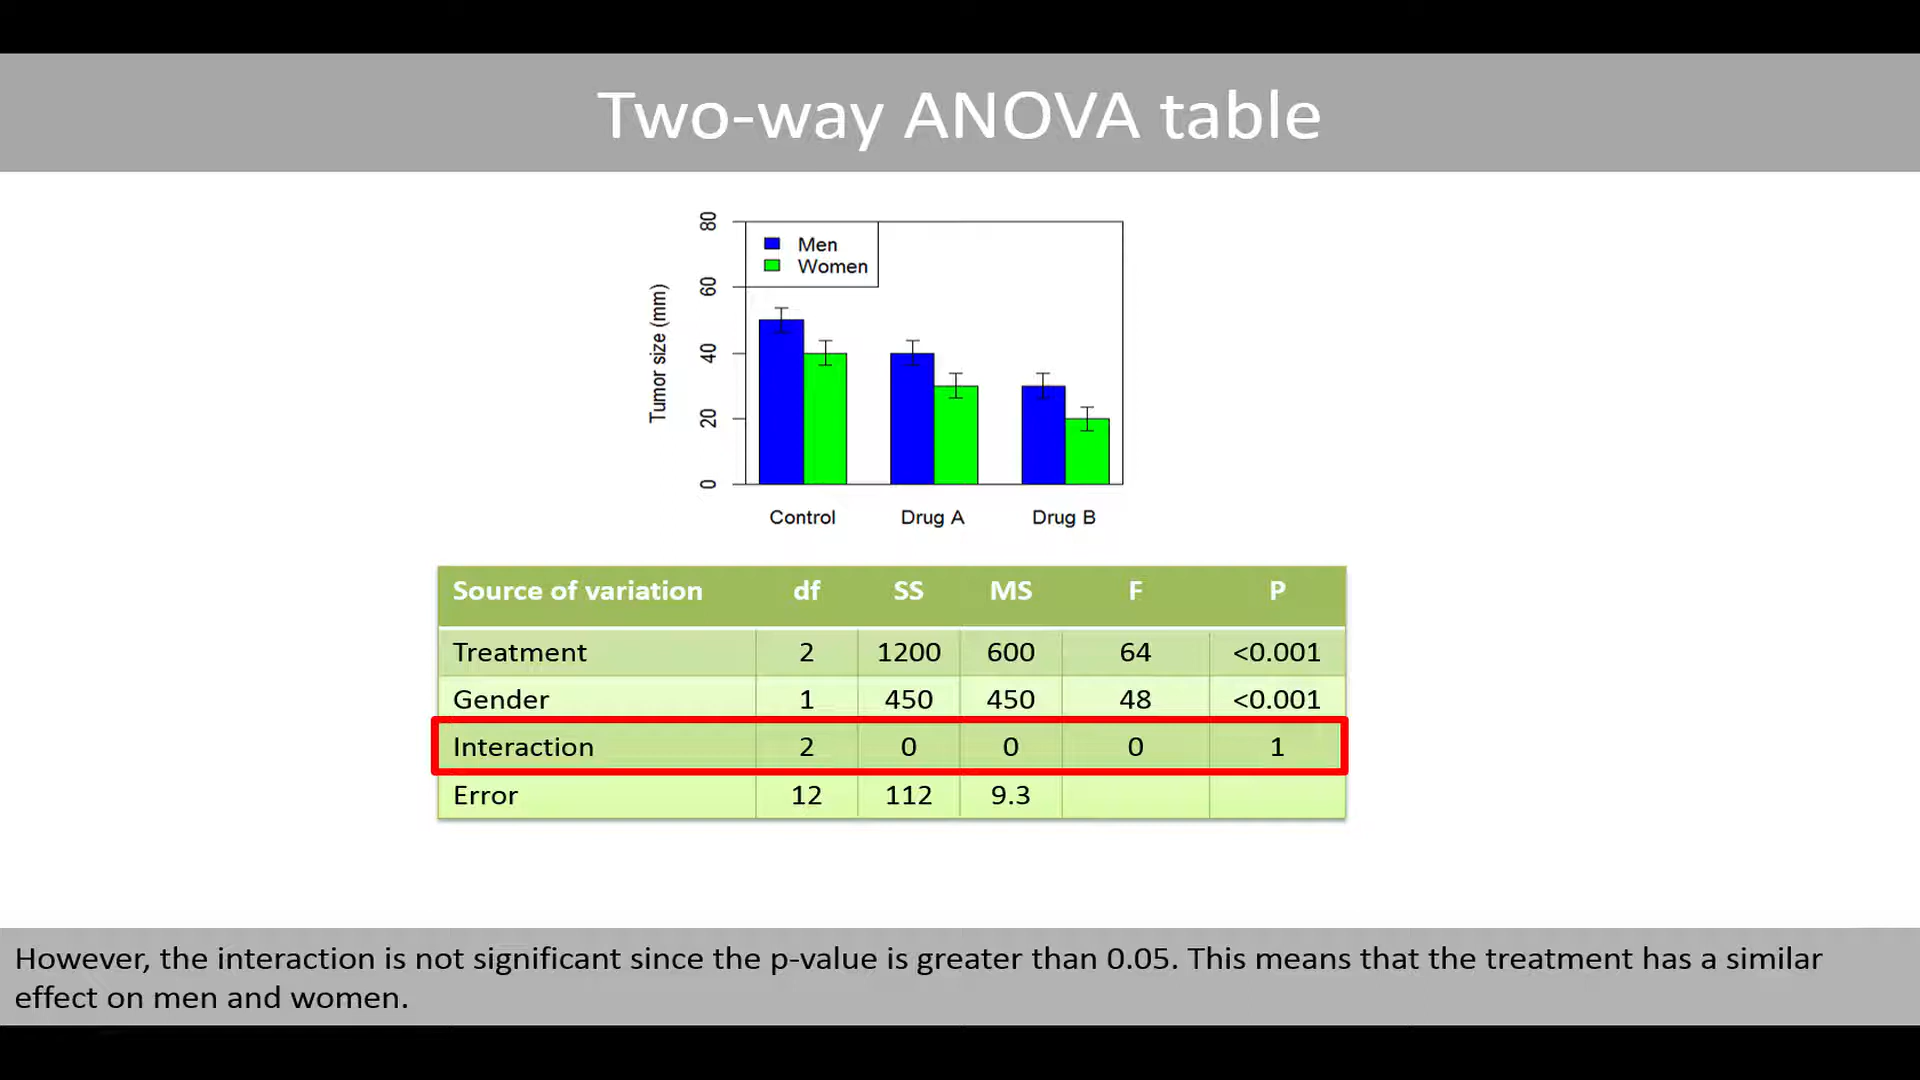 Two-way ANOVA table
80
60
40
20
0
Tumor size (mm)
Men
Women
Control Drug A Drug B
Source of variation df SS MS F P
Treatment 2 1200 600 64 <0.001
Gender 1 450 450 48 <0.001
Interaction 2 0 0 0 1
Error 12 112 9.3
However, the interaction is not significant since the p-value is greater than 0.05. This means that the treatment has a similar
effect on men and women.